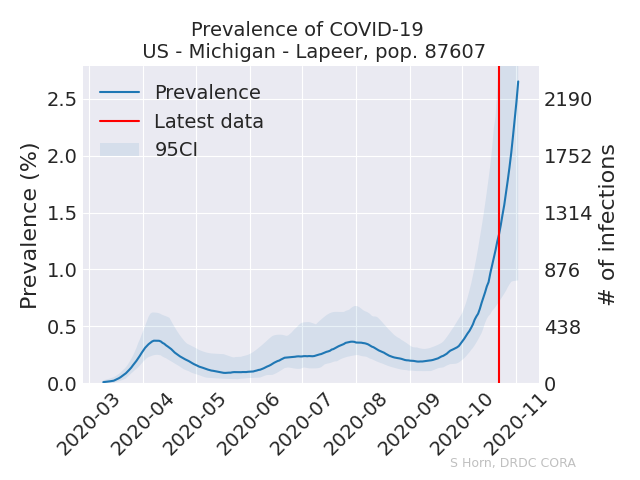 Prevalence of COVID-19
US - Michigan - Lapeer, pop. 87607
Prevalence
Latest data
95CI
Prevalence (%)
2.5
2.0
1.5
1.0
0.5
0.0
# of infections
2190
1752
1314
876
438
0
2020-03
2020-04
2020-05
2020-06
2020-07
2020-08
2020-09
2020-10
2020-11
S Horn, DRDC CORA